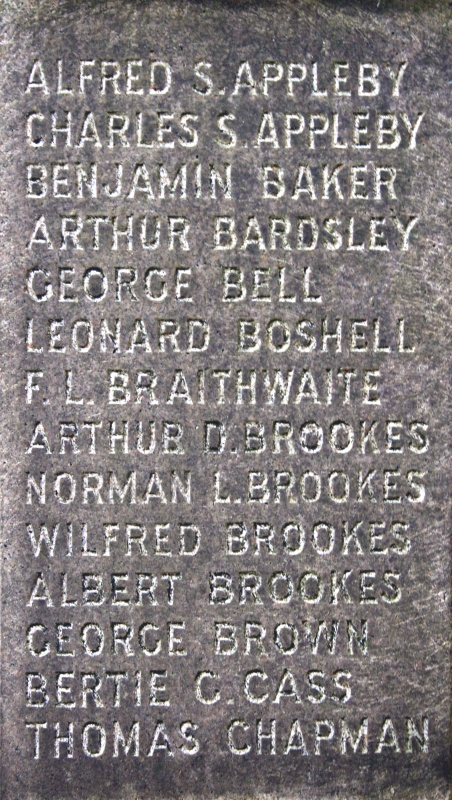 ALFRED S. APPLEBY
CHARLES S. APPLEBY
BENJAMIN BAKER
ARTHUR BARDSLEY
GEORGE BELL
LEONARD BOSHELL
F. L. BRAITHWAITE
ARTHUR D. BROOKES
NORMAN L. BROOKES
WILFRED BROOKES
ALBERT BROOKES
GEORGE BROWN
BERTIE C. CASS
THOMAS CHAPMAN